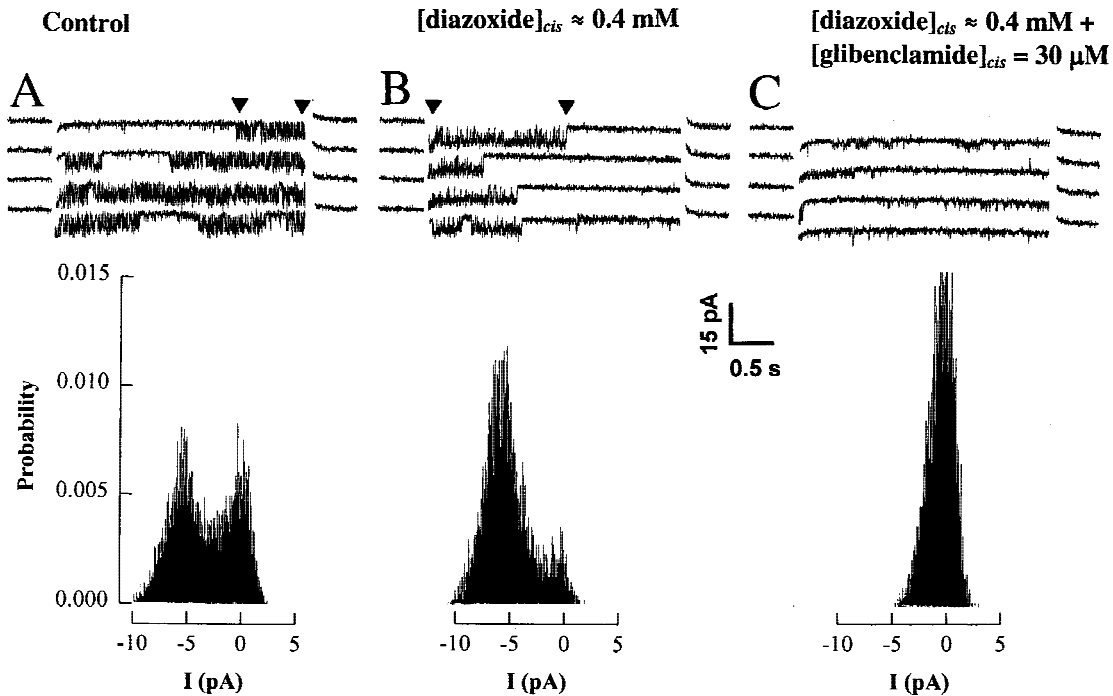 Control
[diazoxide]cis ≈ 0.4 mM
[diazoxide]cis ≈ 0.4 mM +
[glibenclamide]cis = 30 µM
A
B
C
0.015
0.010
0.005
0.000
Probability
15 pA
0.5 s
-10 -5 0 5
-10 -5 0 5
-10 -5 0 5
I (pA)
I (pA)
I (pA)